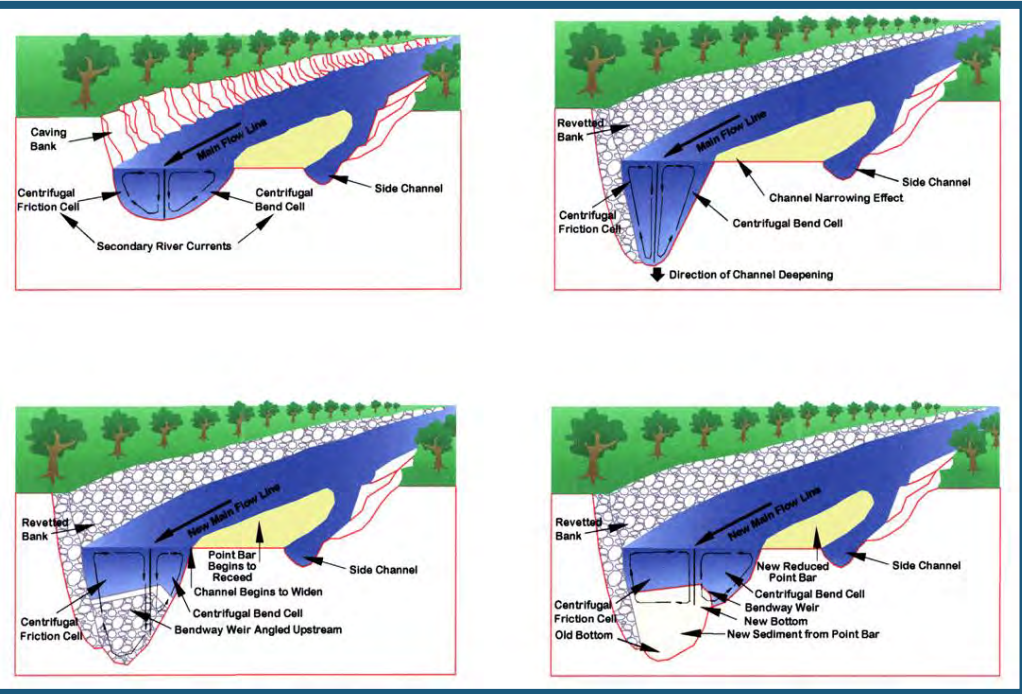 Caving
Bank
Main Flow Line
Centrifugal
Friction Cell
Centrifugal
Bend Cell
Side Channel
Secondary River Currents
Revetted
Bank
Main Flow Line
Side Channel
Channel Narrowing Effect
Centrifugal
Friction Cell
Centrifugal Bend Cell
Direction of Channel Deepening
Revetted
Bank
New Main Flow Line
Point Bar
Begins to
Receed
Side Channel
Channel Begins to Widen
Centrifugal
Friction Cell
Centrifugal Bend Cell
Bendway Weir Angled Upstream
Revetted
Bank
New Main Flow Line
New Reduced
Point Bar
Side Channel
Centrifugal Bend Cell
Centrifugal
Friction Cell
Bendway Weir
New Bottom
Old Bottom
New Sediment from Point Bar